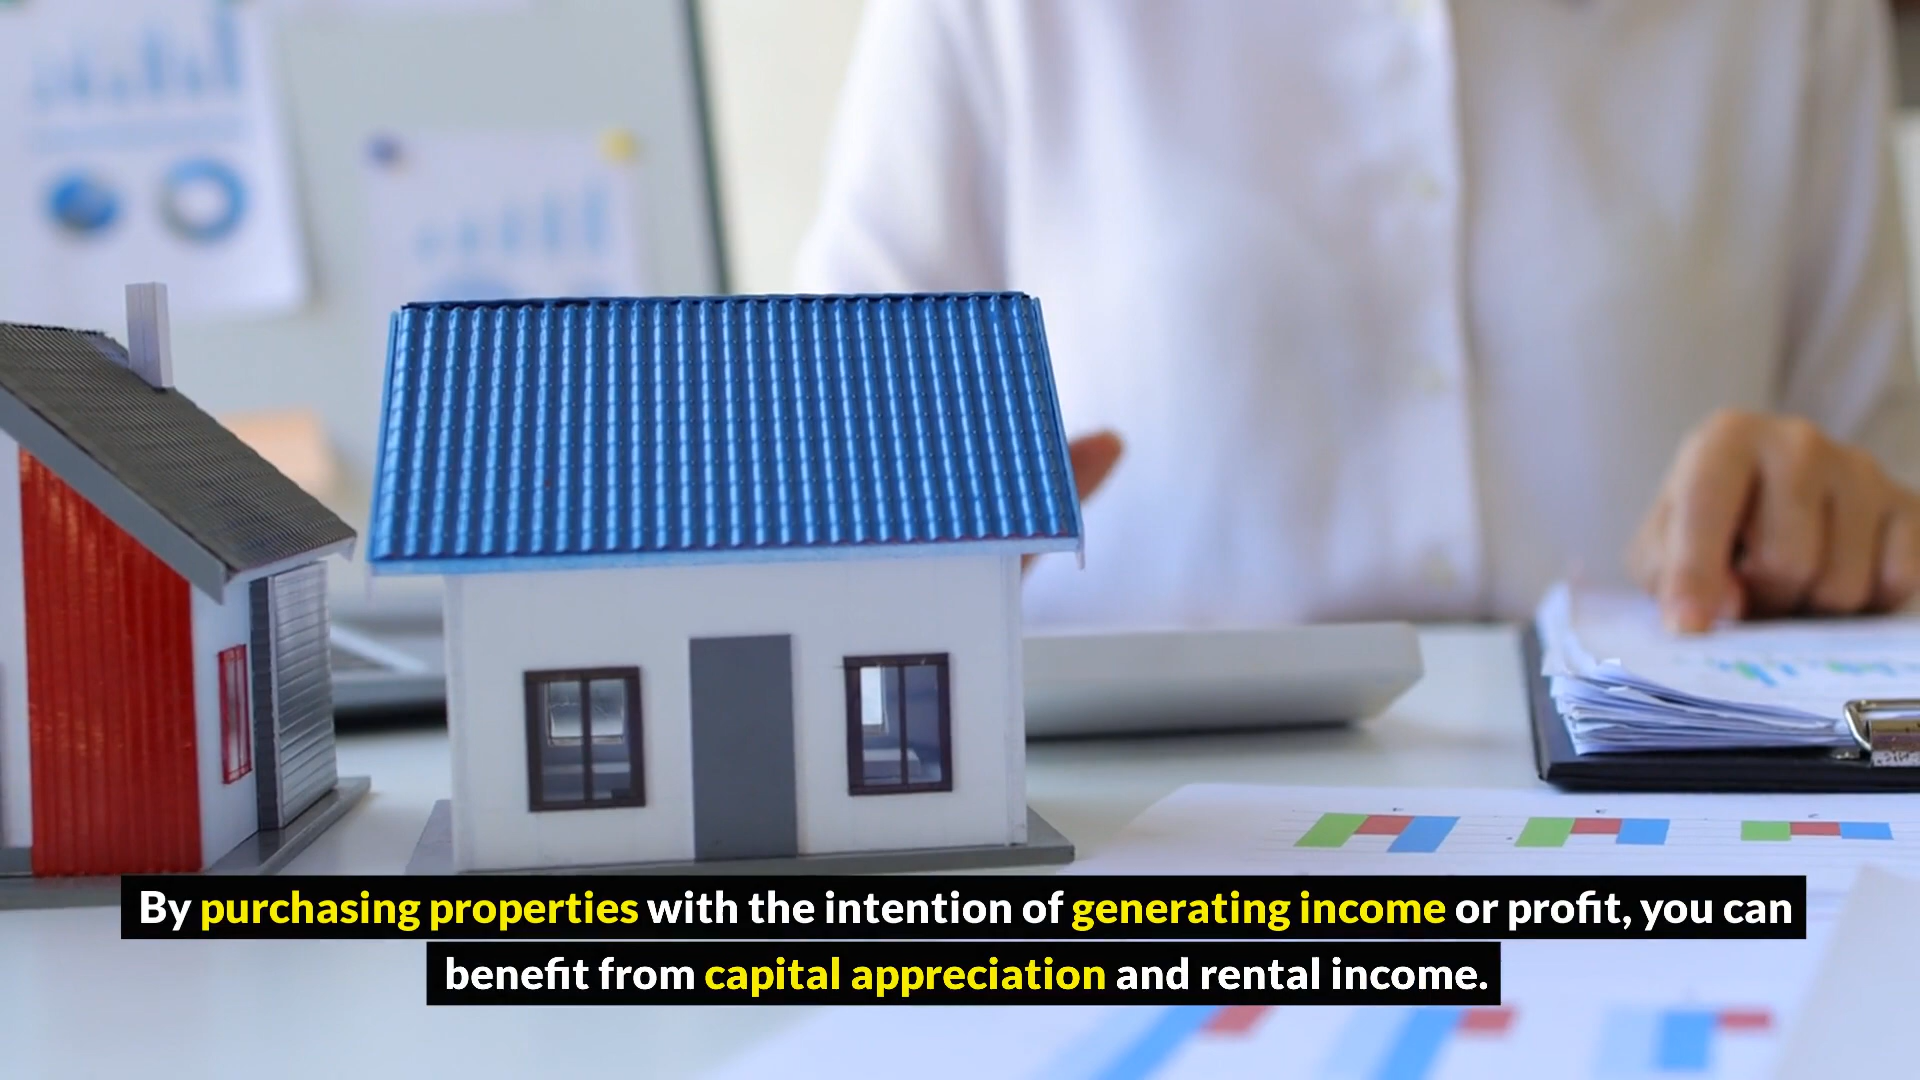 By purchasing properties with the intention of generating income or profit, you can
benefit from capital appreciation and rental income.